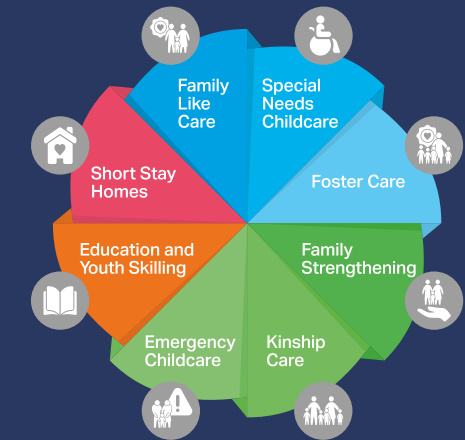 Family
Like
Care
Special
Needs
Childcare
Short Stay
Homes
Foster Care
Education and
Youth Skilling
Family
Strengthening
Emergency
Childcare
Kinship
Care